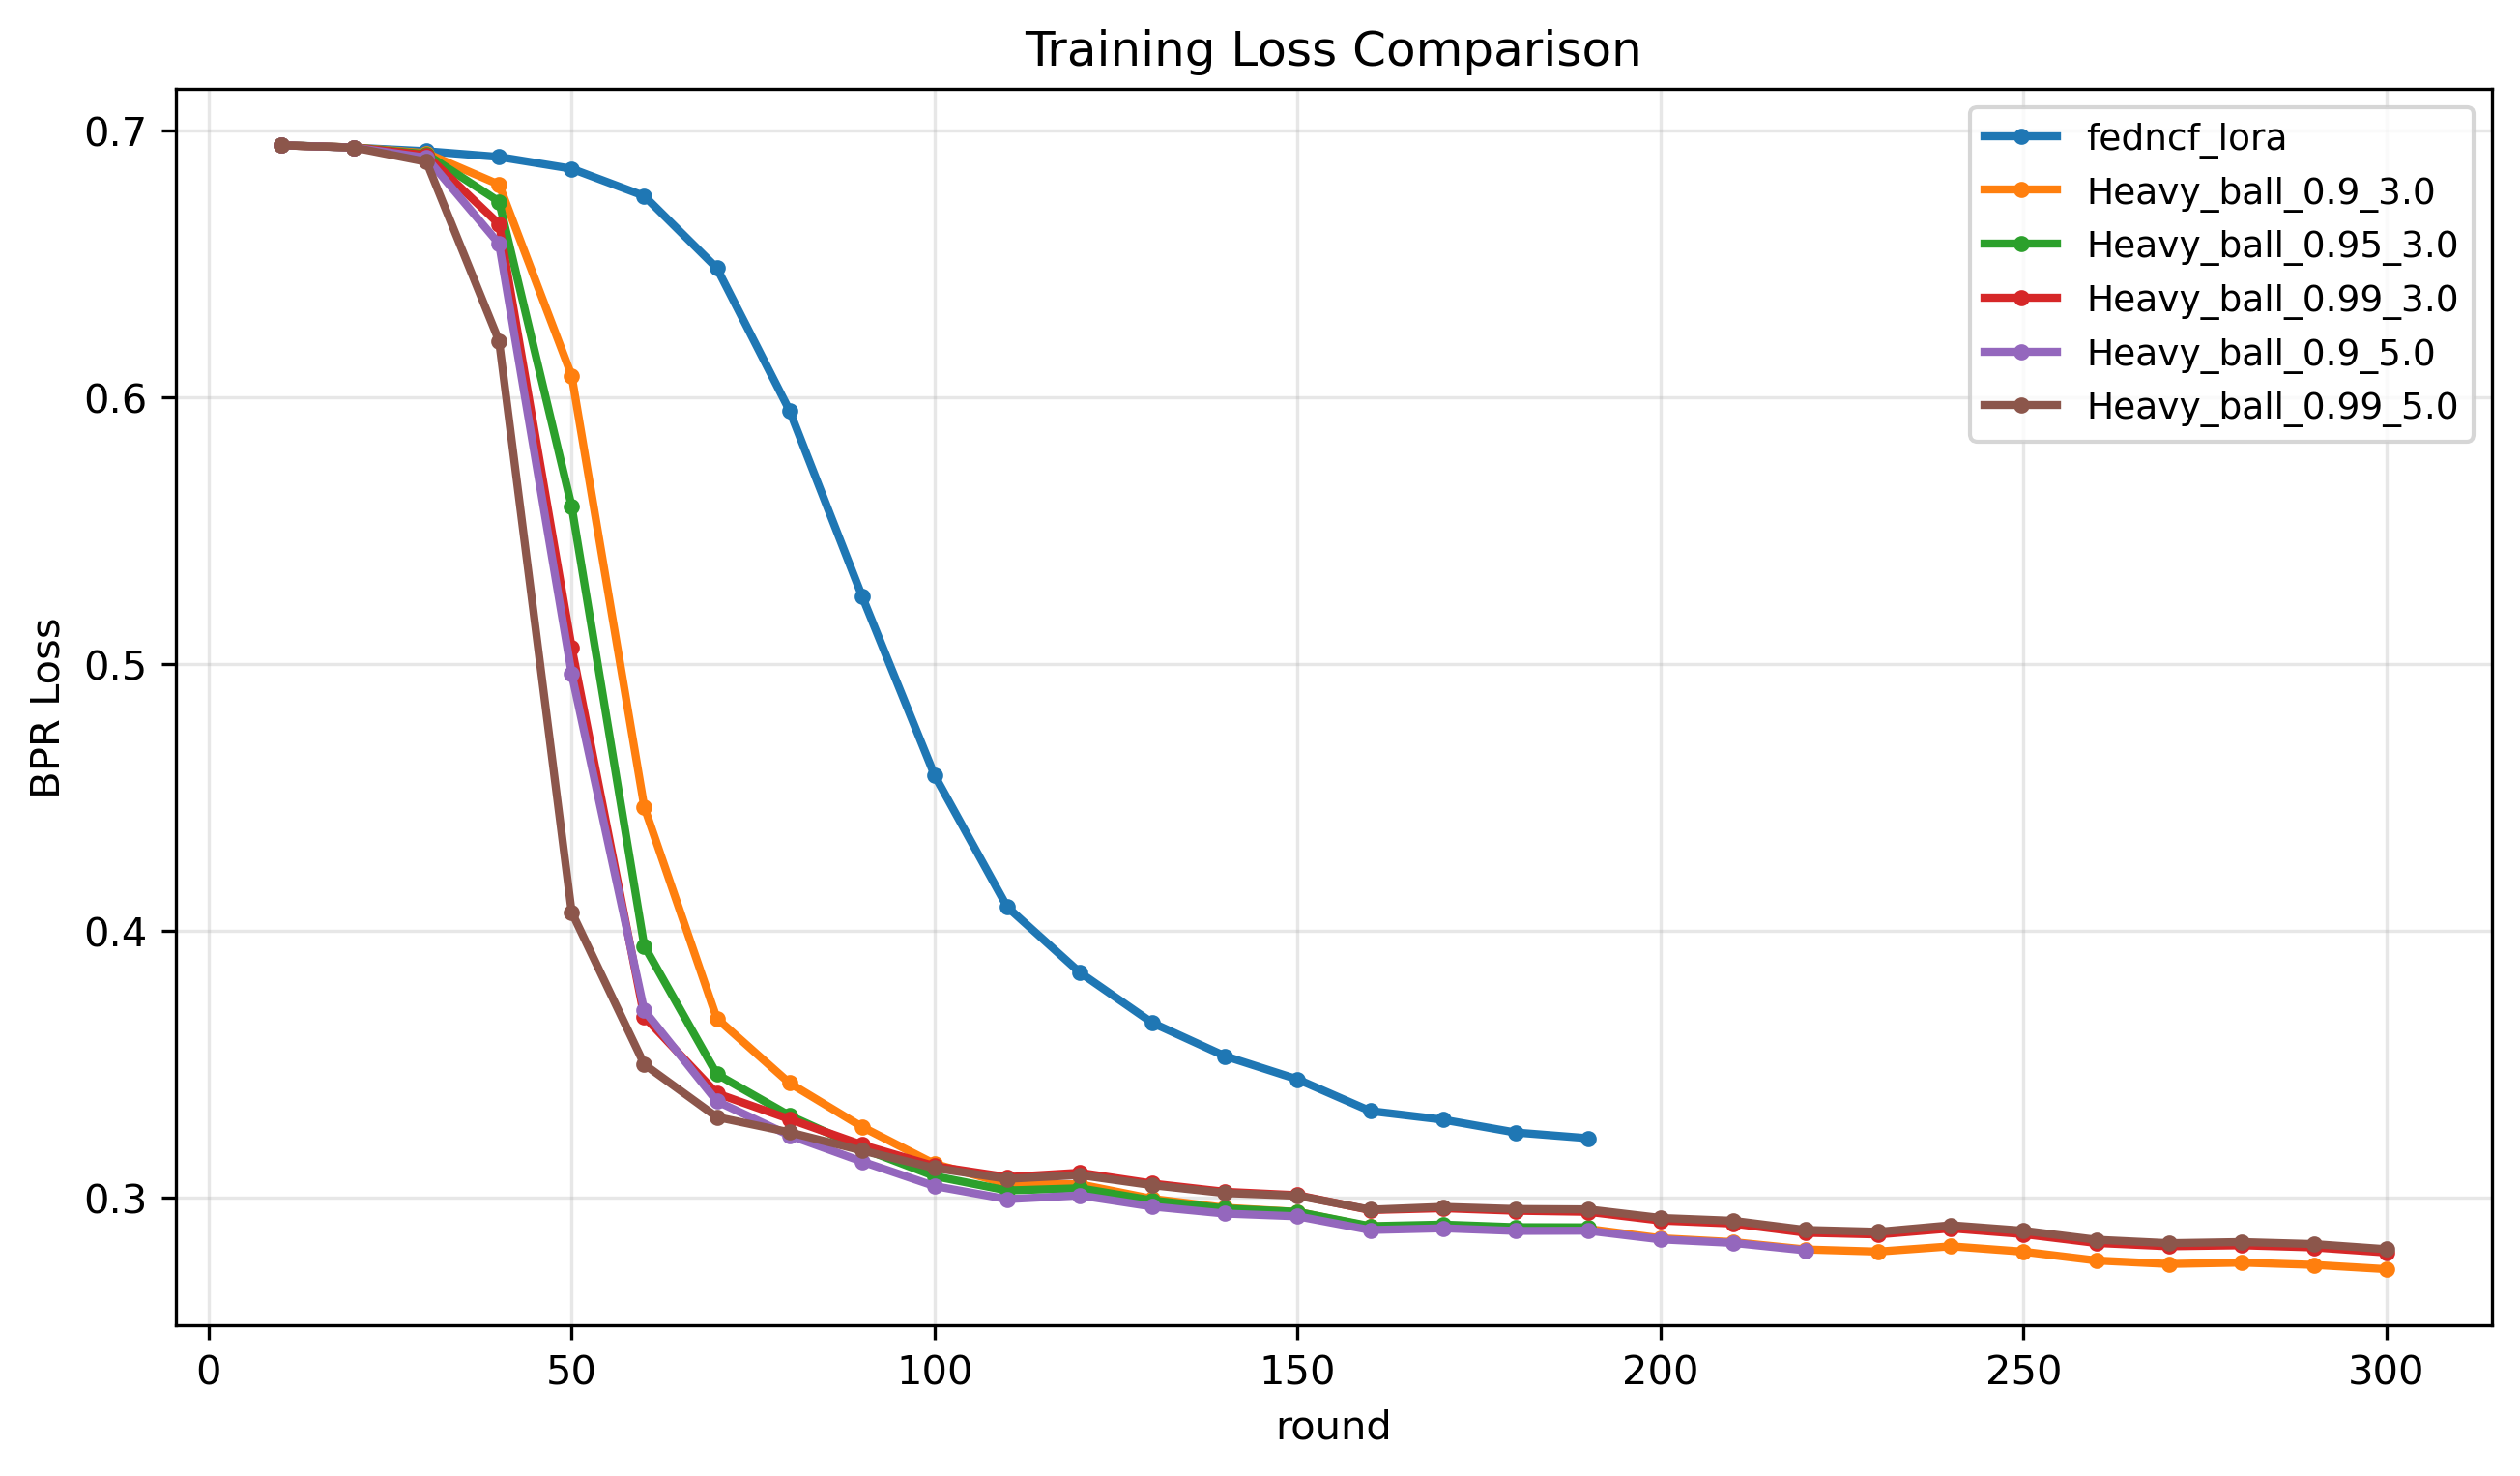 Training Loss Comparison
fedncf_lora
Heavy_ball_0.9_3.0
Heavy_ball_0.95_3.0
Heavy_ball_0.99_3.0
Heavy_ball_0.9_5.0
Heavy_ball_0.99_5.0
BPR Loss
0.7
0.6
0.5
0.4
0.3
0 50 100 150 200 250 300
round